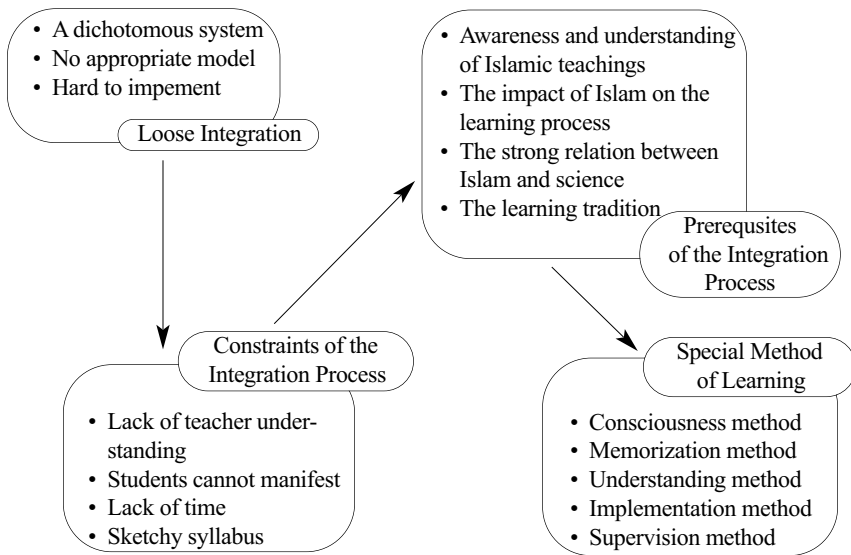 • A dichotomous system
• No appropriate model
• Hard to impement
Loose Integration
Constraints of the
Integration Process
• Lack of teacher under-
standing
• Students cannot manifest
• Lack of time
• Sketchy syllabus
• Awareness and understanding
of Islamic teachings
• The impact of Islam on the
learning process
• The strong relation between
Islam and science
• The learning tradition
Prerequsites
of the Integration
Process
Special Method
of Learning
• Consciousness method
• Memorization method
• Understanding method
• Implementation method
• Supervision method